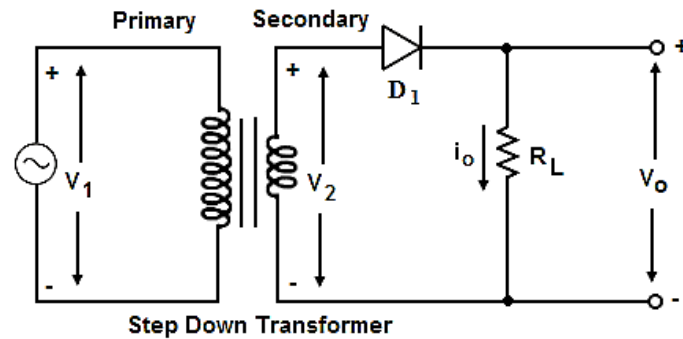 Primary
Secondary
+
+
+
D1
V1
V2
io
RL
Vo
-
-
-
Step Down Transformer